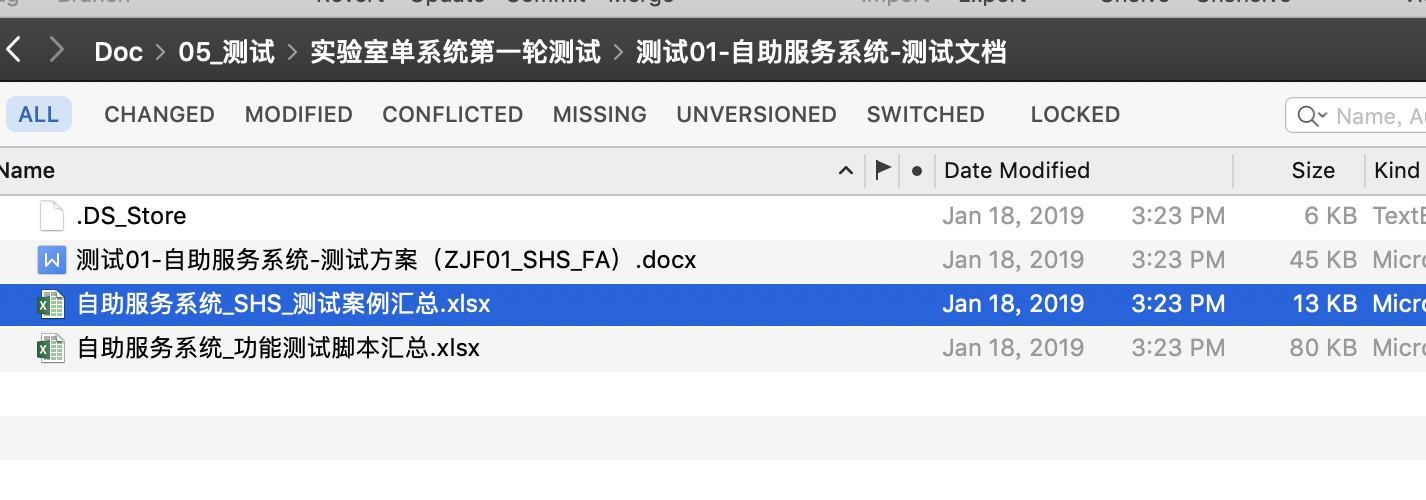 Doc › 05_测试 › 实验室单系统第一轮测试 › 测试01-自助服务系统-测试文档
ALL CHANGED MODIFIED CONFLICTED MISSING UNVERSIONED SWITCHED LOCKED Name, Au
Name Date Modified Size Kind
.DS_Store Jan 18, 2019 3:23 PM 6 KB TextE
测试01-自助服务系统-测试方案（ZJF01_SHS_FA）.docx Jan 18, 2019 3:23 PM 45 KB Micro
自助服务系统_SHS_测试案例汇总.xlsx Jan 18, 2019 3:23 PM 13 KB Micro
自助服务系统_功能测试脚本汇总.xlsx Jan 18, 2019 3:23 PM 80 KB Micro